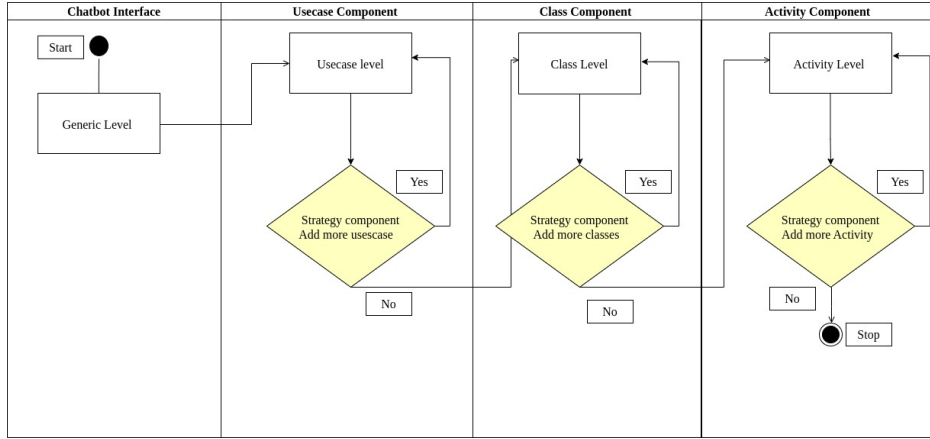 Chatbot Interface
Usecase Component
Class Component
Activity Component
Start
Generic Level
Usecase level
Yes
Strategy component
Add more usescase
No
Class Level
Yes
Strategy component
Add more classes
No
Activity Level
Yes
Strategy component
Add more Activity
No
Stop